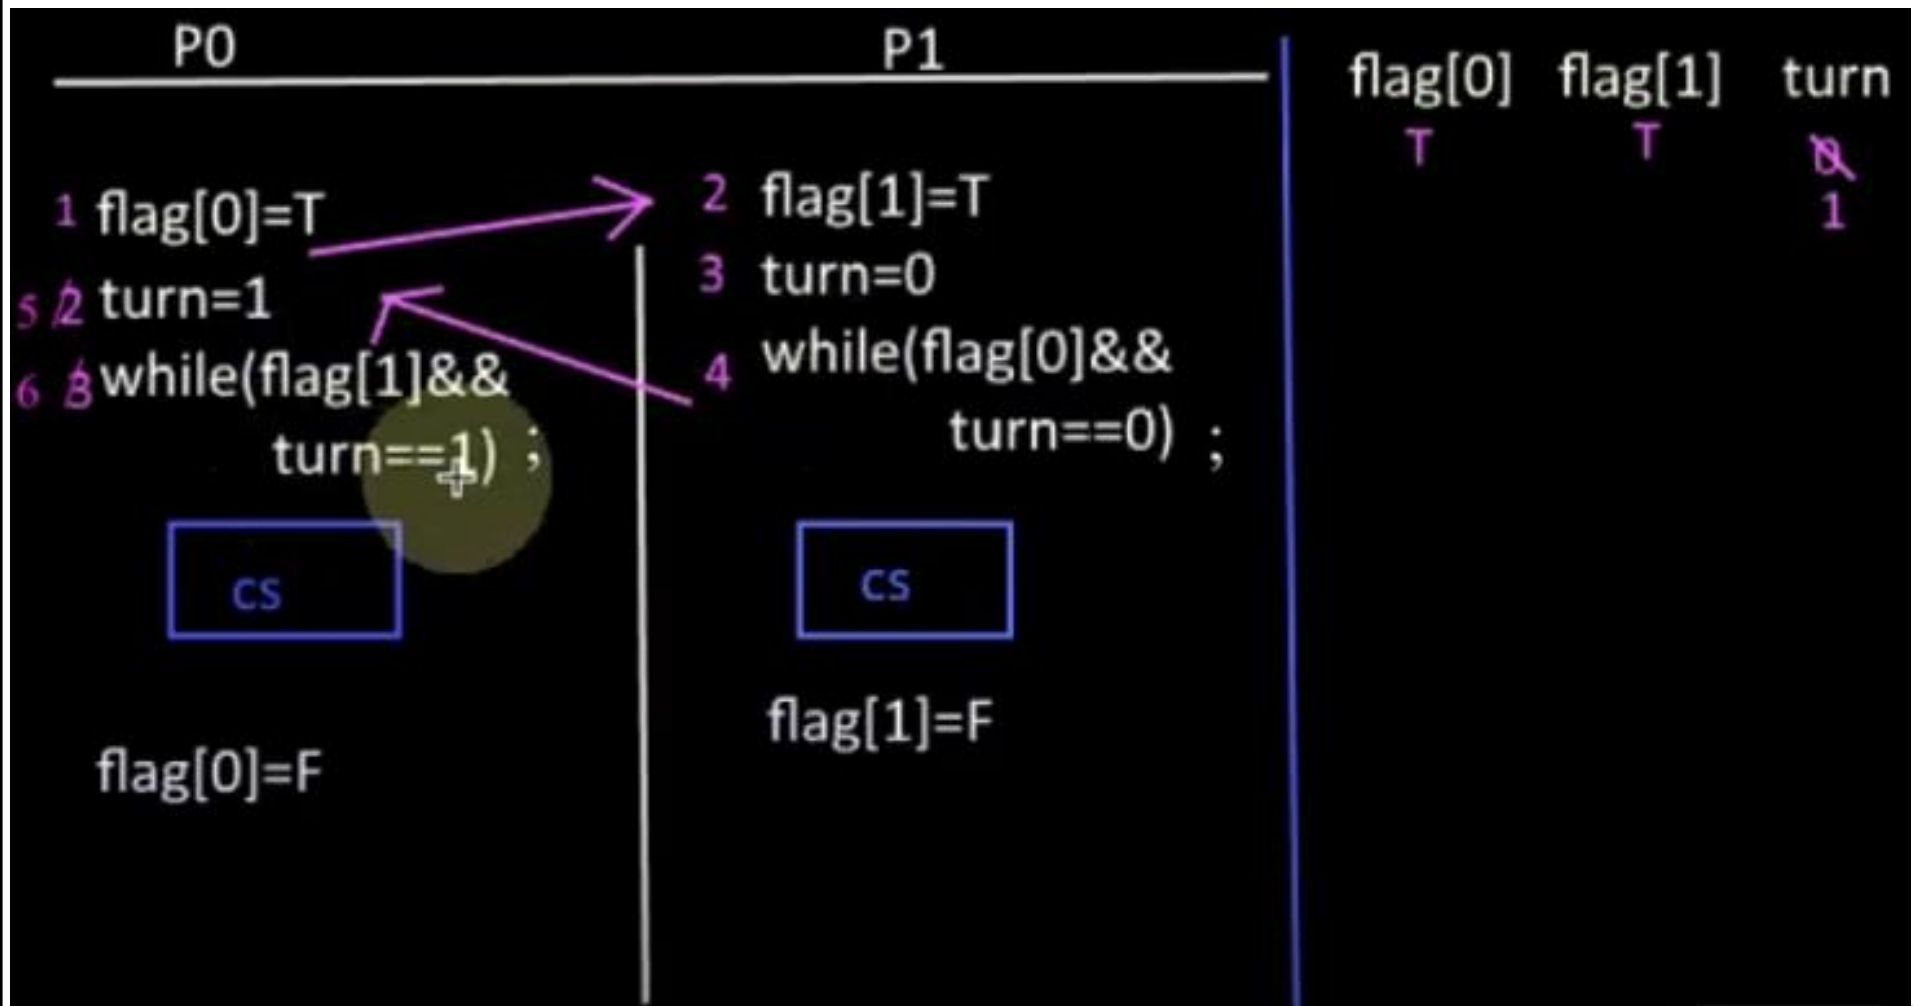 P0
P1
flag[0] flag[1] turn
T T 0
1
1 flag[0]=T
5 2 turn=1
6 3 while(flag[1]&&
turn==1) ;
cs
flag[0]=F
2 flag[1]=T
3 turn=0
4 while(flag[0]&&
turn==0) ;
cs
flag[1]=F